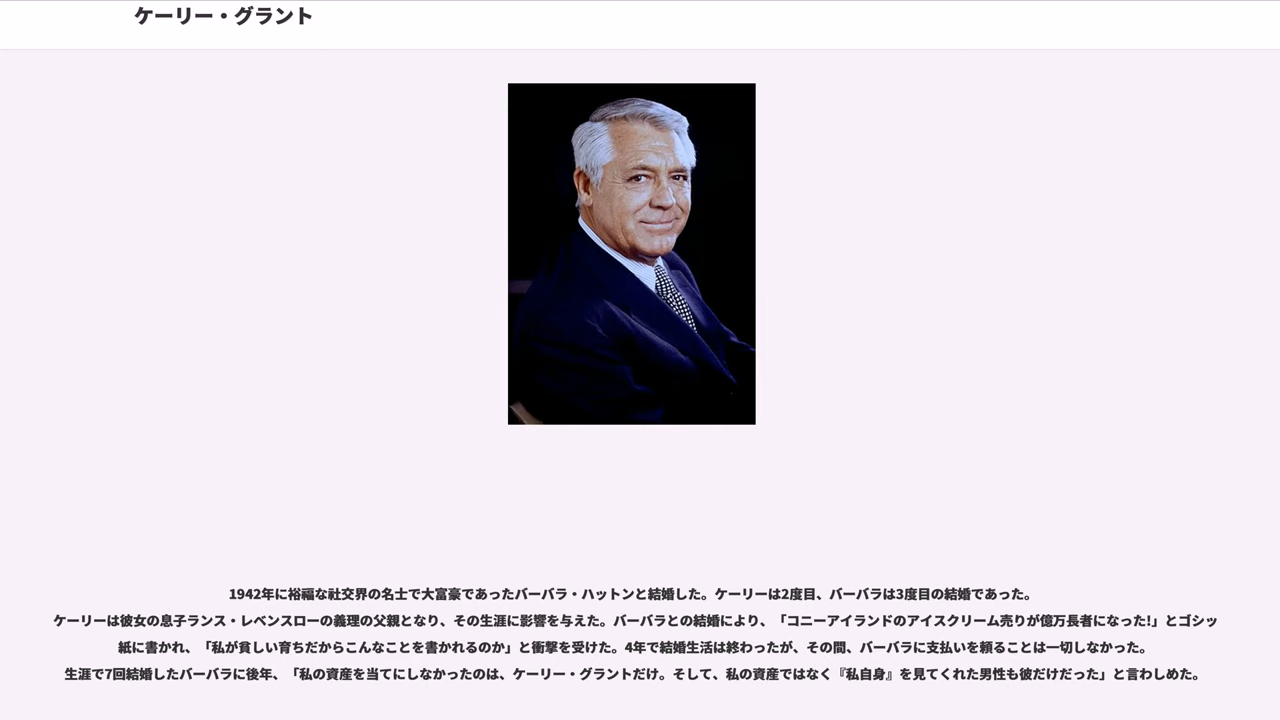 ケーリー・グラント
1942年に裕福な社交界の名士で大富豪であったバーバラ・ハットンと結婚した。ケーリーは2度目、バーバラは3度目の結婚であった。
ケーリーは彼女の息子ランス・レベンスローの義理の父親となり、その生涯に影響を与えた。バーバラとの結婚により、「コニーアイランドのアイスクリーム売りが億万長者になった!」とゴシッ
紙に書かれ、「私が貧しい育ちだからこんなことを書かれるのか」と衝撃を受けた。4年で結婚生活は終わったが、その間、バーバラに支払いを頼ることは一切しなかった。
生涯で7回結婚したバーバラに後年、「私の資産を当てにしなかったのは、ケーリー・グラントだけ。そして、私の資産ではなく『私自身』を見てくれた男性も彼だけだった」と言わしめた。